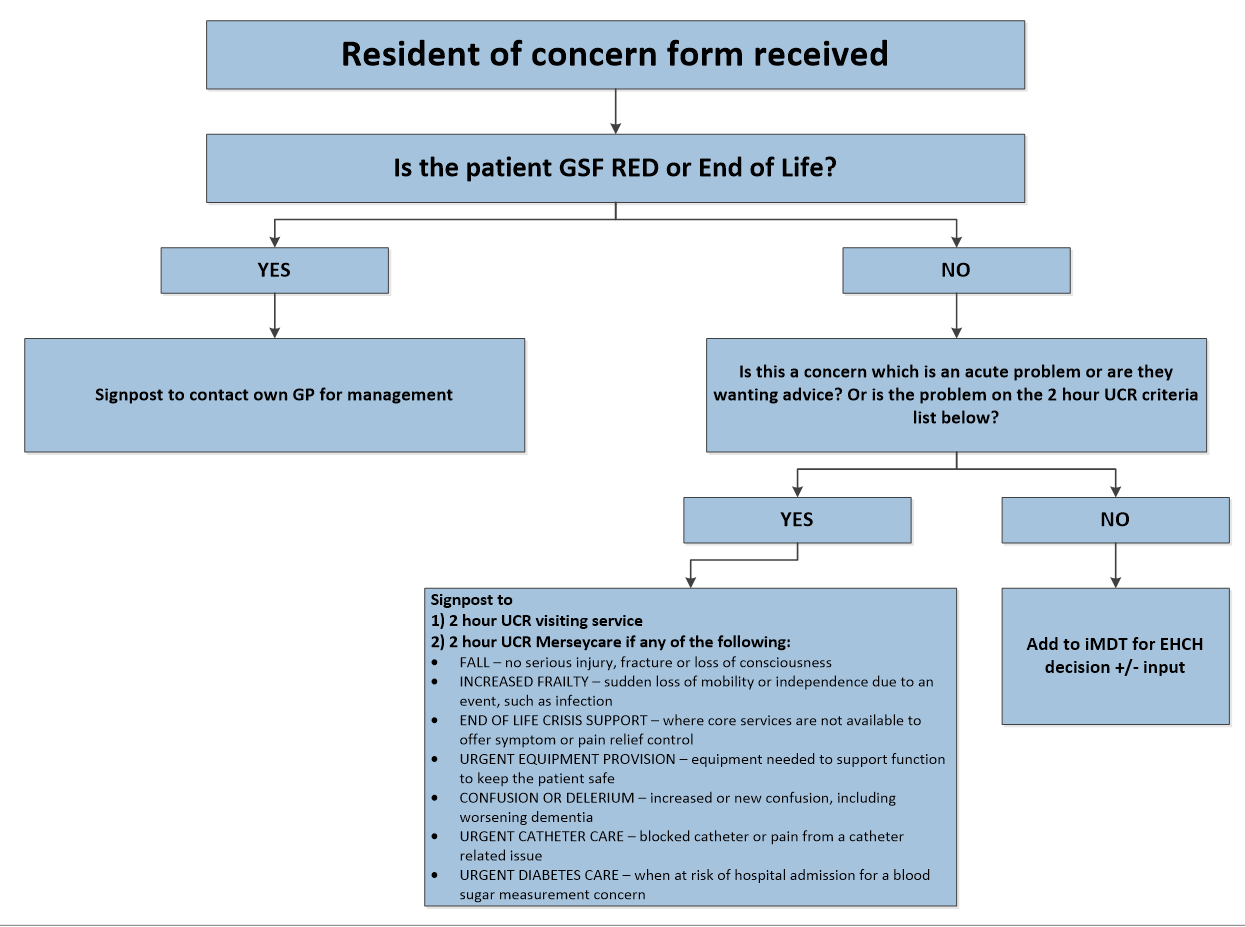 Resident of concern form received
Is the patient GSF RED or End of Life?
YES
NO
Signpost to contact own GP for management
Is this a concern which is an acute problem or are they
wanting advice? Or is the problem on the 2 hour UCR criteria
list below?
YES
NO
Signpost to
1) 2 hour UCR visiting service
2) 2 hour UCR Merseycare if any of the following:
• FALL – no serious injury, fracture or loss of consciousness
• INCREASED FRAILTY – sudden loss of mobility or independence due to an
event, such as infection
• END OF LIFE CRISIS SUPPORT – where core services are not available to
offer symptom or pain relief control
• URGENT EQUIPMENT PROVISION – equipment needed to support function
to keep the patient safe
• CONFUSION OR DELERIUM – increased or new confusion, including
worsening dementia
• URGENT CATHETER CARE – blocked catheter or pain from a catheter
related issue
• URGENT DIABETES CARE – when at risk of hospital admission for a blood
sugar measurement concern
Add to iMDT for EHCH
decision +/- input